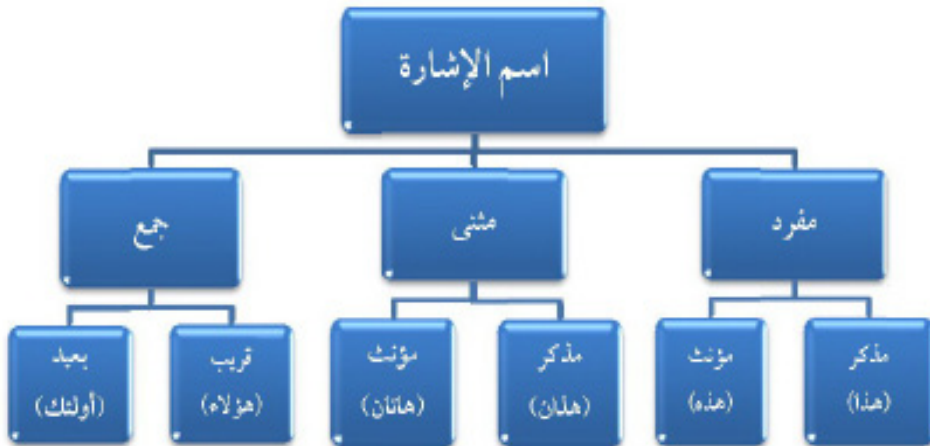 اسم الإشارة
مفرد
مثنى
جمع
مذكر
(هذا)
مؤنث
(هذه)
مذكر
(هذان)
مؤنث
(هاتان)
قريب
(هؤلاء)
بعيد
(أولئك)